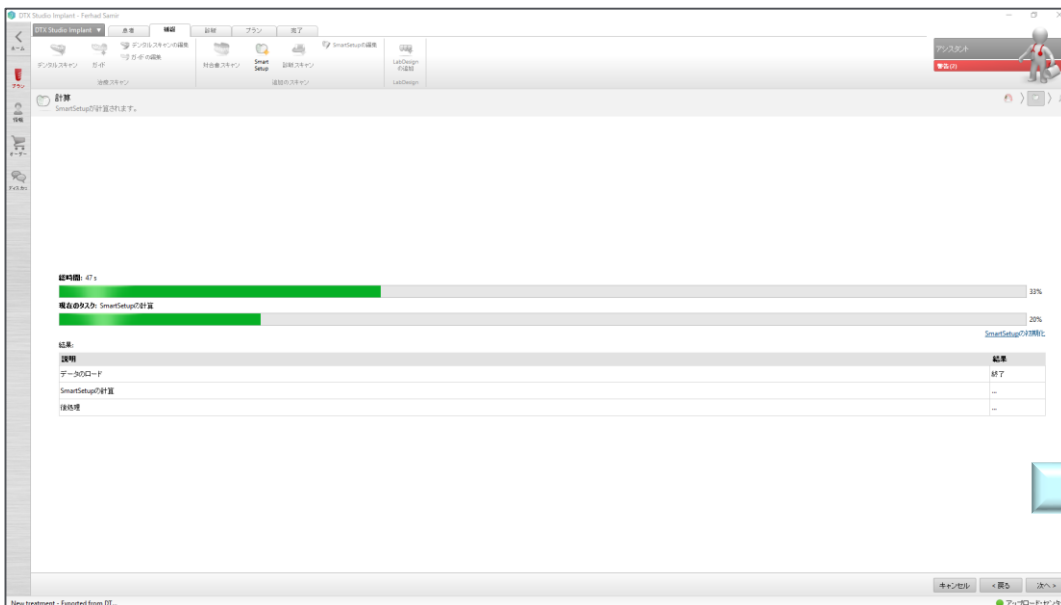 DTX Studio Implant - Ferhad Samir
DTX Studio Implant
患者
補綴
診断
プラン
完了
ホーム
プラン
情報
オーダー
デンタルスキャン
ガイド
デンタルスキャンの編集
ガイドの編集
治療スキャン
対合歯スキャン
Smart Setup
診断スキャン
SmartSetupの編集
追加のスキャン
LabDesign の追加
LabDesign
アシスタント
警告(2)
計算
SmartSetupが計算されます。
総時間: 47 s
33%
現在のタスク: SmartSetupの計算
20%
SmartSetupの初期化
結果:
説明 結果
データのロード 終了
SmartSetupの計算 ...
後処理 ...
キャンセル < 戻る 次へ >
New treatment - Exported from DT...